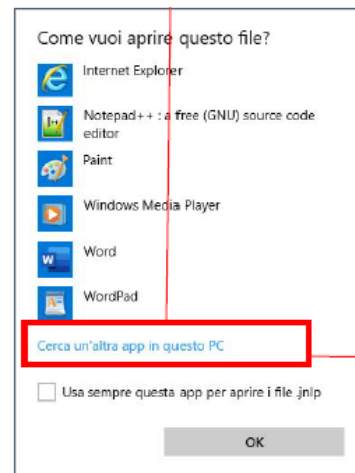 Come vuoi aprire questo file?
Internet Explorer
Notepad++ : a free (GNU) source code
editor
Paint
Windows Media Player
Word
WordPad
Cerca un'altra app in questo PC
Usa sempre questa app per aprire i file .jnlp
OK